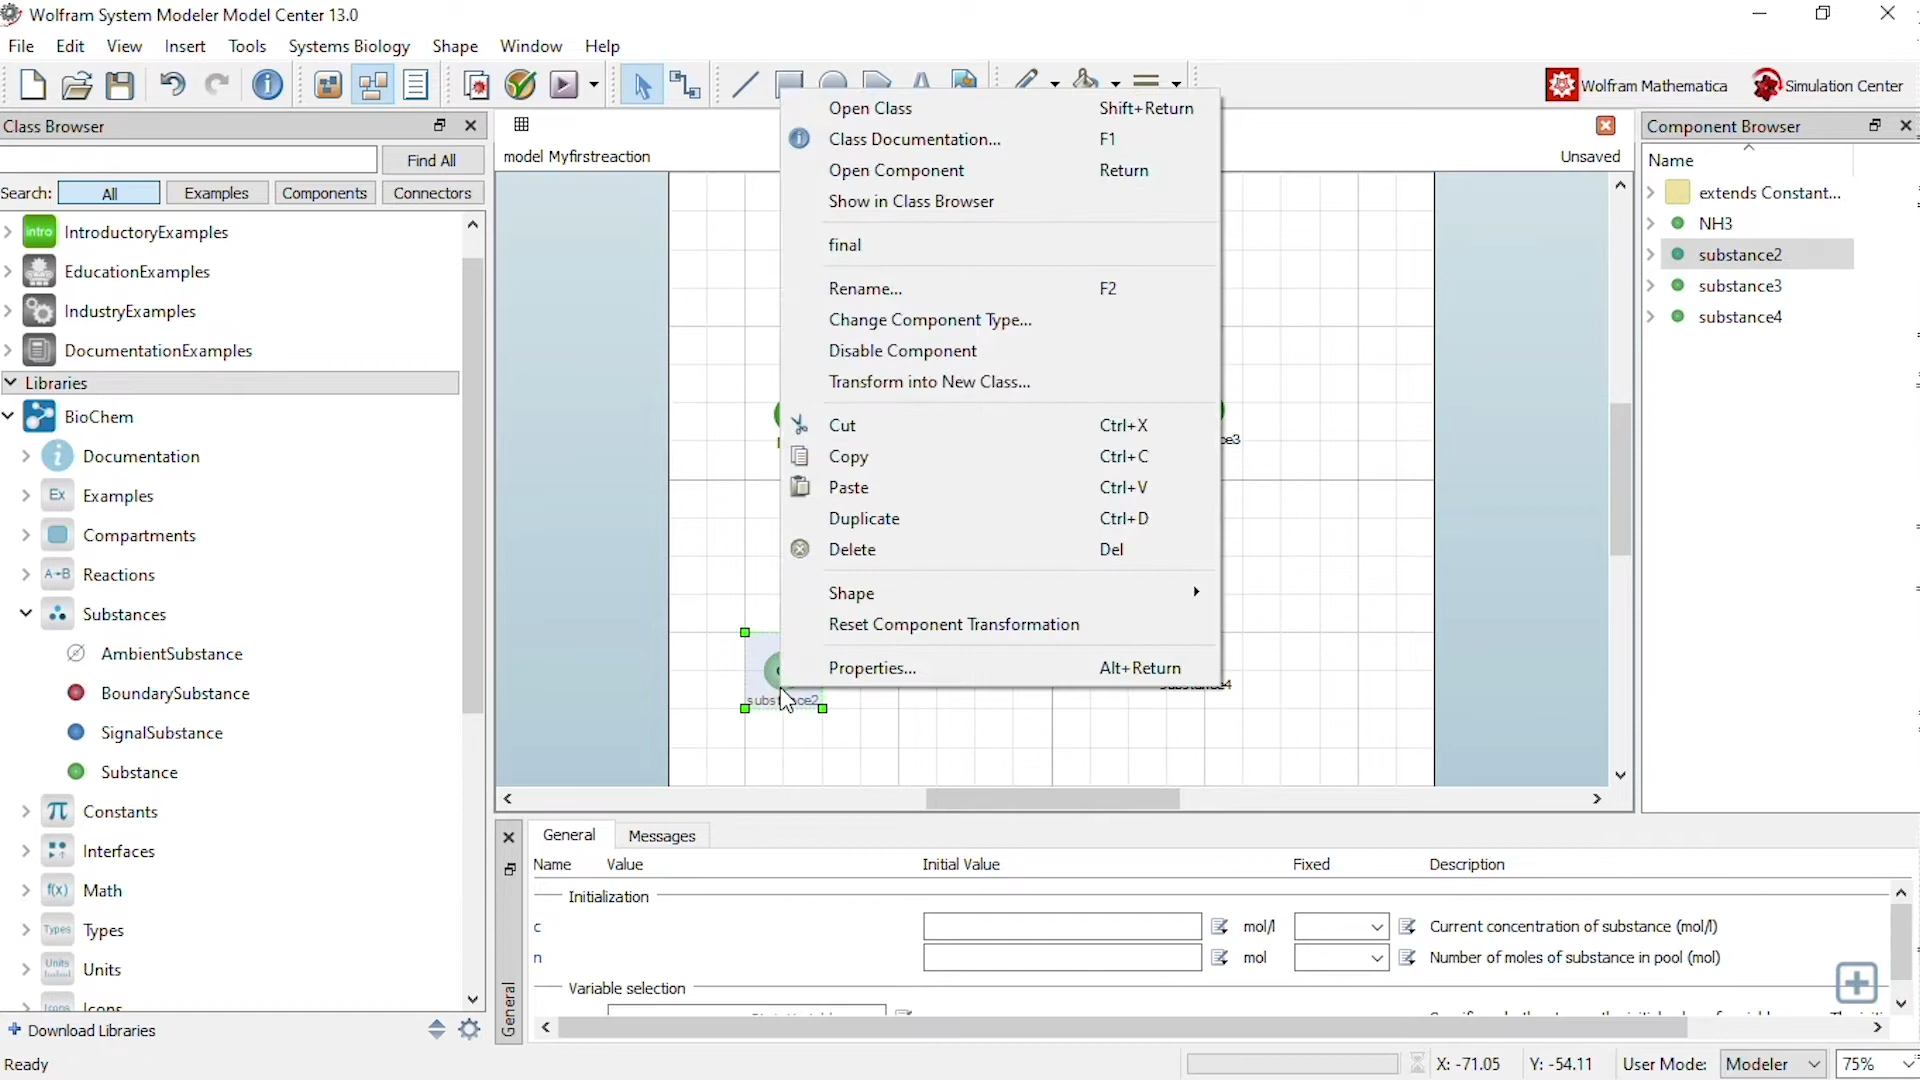 Wolfram System Modeler Model Center 13.0
File Edit View Insert Tools Systems Biology Shape Window Help
Wolfram Mathematica Simulation Center
Class Browser
Find All
Search: All Examples Components Connectors
intro IntroductoryExamples
EducationExamples
IndustryExamples
DocumentationExamples
Libraries
BioChem
Documentation
Ex Examples
Compartments
A→B Reactions
Substances
AmbientSubstance
BoundarySubstance
SignalSubstance
Substance
π Constants
Interfaces
f(x) Math
Types Types
Units Units
Icons Icons
+ Download Libraries
Ready
model Myfirstreaction
Unsaved
Open Class Shift+Return
Class Documentation... F1
Open Component Return
Show in Class Browser
final
Rename... F2
Change Component Type...
Disable Component
Transform into New Class...
Cut Ctrl+X
Copy Ctrl+C
Paste Ctrl+V
Duplicate Ctrl+D
Delete Del
Shape
Reset Component Transformation
Properties... Alt+Return
Component Browser
Name
extends Constant...
NH3
substance2
substance3
substance4
General Messages
Name Value Initial Value Fixed Description
Initialization
c mol/l Current concentration of substance (mol/l)
n mol Number of moles of substance in pool (mol)
Variable selection
General
X: -71.05 Y: -54.11 User Mode: Modeler 75%